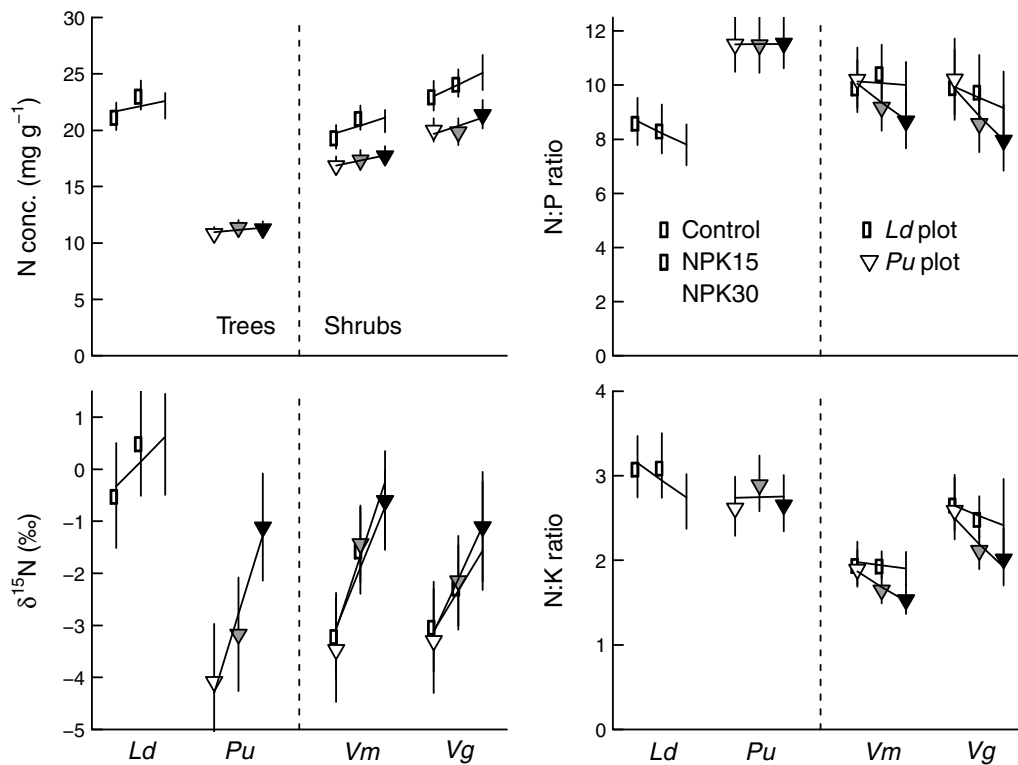 N conc. (mg g⁻¹)
30
25
20
15
10
5
0
Trees
Shrubs
N:P ratio
12
10
8
6
4
2
0
Control
NPK15
NPK30
Ld plot
Pu plot
δ¹⁵N (‰)
1
0
−1
−2
−3
−4
−5
Ld
Pu
Vm
Vg
N:K ratio
4
3
2
1
0
Ld
Pu
Vm
Vg